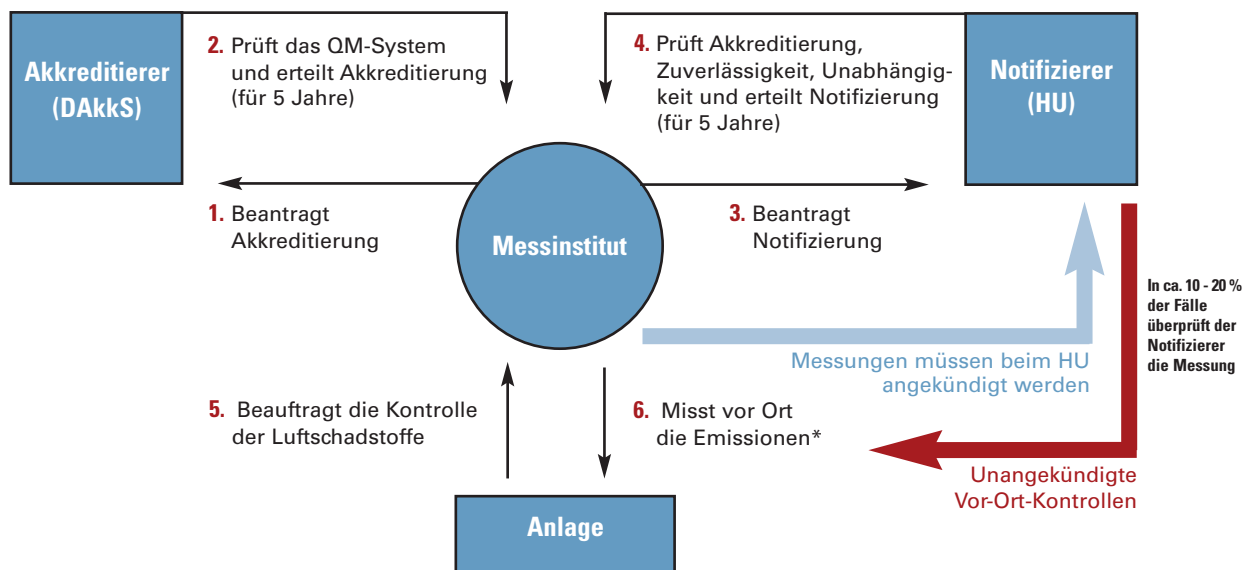 Akkreditierer
(DAkkS)
2. Prüft das QM-System
und erteilt Akkreditierung
(für 5 Jahre)
4. Prüft Akkreditierung,
Zuverlässigkeit, Unabhängig-
keit und erteilt Notifizierung
(für 5 Jahre)
Notifizierer
(HU)
1. Beantragt
Akkreditierung
Messinstitut
3. Beantragt
Notifizierung
In ca. 10 - 20 %
der Fälle
überprüft der
Notifizierer
die Messung
Messungen müssen beim HU
angekündigt werden
5. Beauftragt die Kontrolle
der Luftschadstoffe
6. Misst vor Ort
die Emissionen*
Unangekündigte
Vor-Ort-Kontrollen
Anlage